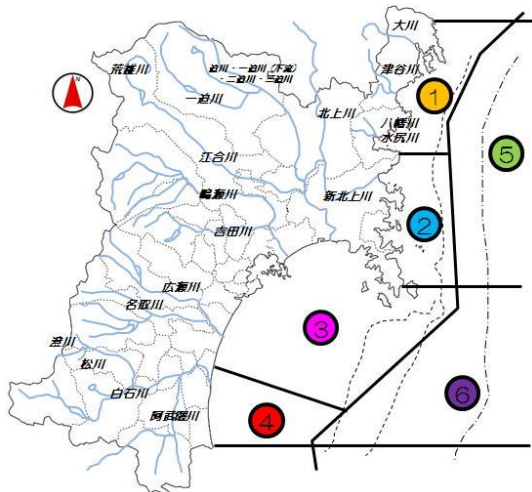 大川
荒雄川
迫川・一迫川（下流）
・二迫川・三迫川
津谷川
①
一迫川
北上川
八幡川
水尻川
⑤
江合川
鳴瀬川
新北上川
②
吉田川
広瀬川
名取川
③
澄川
松川
白石川
⑥
阿武隈川
④